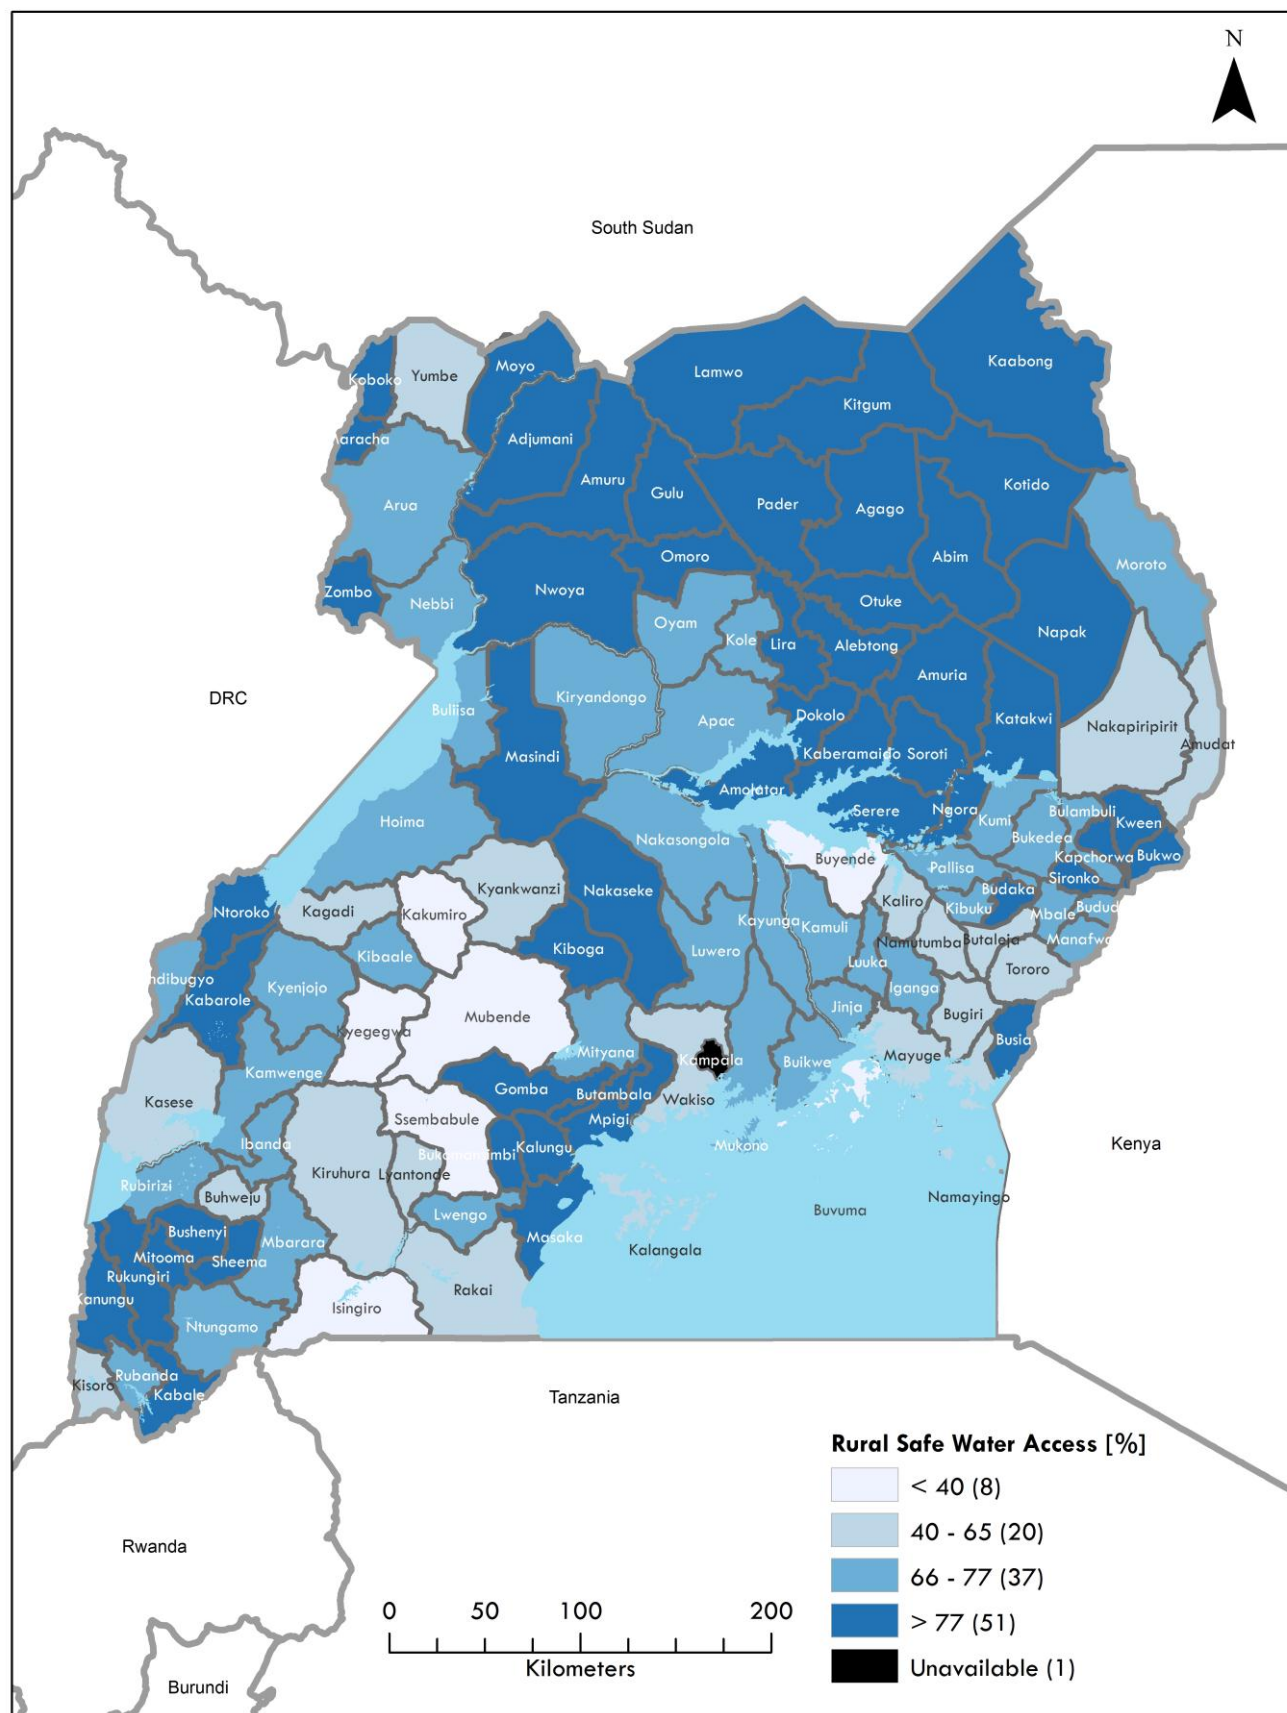 N
South Sudan
Kaabong
Koboko
Yumbe
Moyo
Lamwo
Kitgum
Adjumani
Amuru
Gulu
Pader
Agago
Kotido
Arua
Omoro
Abim
Moroto
Zombo
Nebbi
Nwoya
Oyam
Kole
Otuke
Lira
Alebtong
Napak
DRC
Buliisa
Kiryandongo
Apac
Amuria
Dokolo
Katakwi
Nakapiripirit
Amudat
Masindi
Kaberamaido
Soroti
Amolatar
Serere
Ngora
Hoima
Nakasongola
Kumi
Bulambuli
Kween
Bukedea
Buyende
Kapchorwa
Bukwo
Kyankwanzi
Pallisa
Sironko
Ntoroko
Kagadi
Kakumiro
Nakaseke
Kaliro
Budaka
Kibuku
Mbale
Budud
Kayunga
Kamuli
Kibaale
Kiboga
Luwero
Namutumba
Butaleja
Manafwa
ndibugyo
Kabarole
Kyenjojo
Luuka
Tororo
Iganga
Jinja
Bugiri
Kyegegwa
Mubende
Busia
Mityana
Kampala
Buikwe
Mayuge
Kamwenge
Kasese
Gomba
Butambala
Wakiso
Ssembabule
Mpigi
Ibanda
Kiruhura
Lyantonde
Kalungu
Mukono
Kenya
Rubirizi
Buhweju
Namayingo
Buvuma
Lwengo
Bushenyi
Mbarara
Masaka
Mitooma
Sheema
Kalangala
Rukungiri
Kanungu
Rakai
Isingiro
Ntungamo
Rubanda
Kisoro
Kabale
Tanzania
Rural Safe Water Access [%]
< 40 (8)
40 - 65 (20)
66 - 77 (37)
> 77 (51)
Unavailable (1)
Rwanda
0 50 100 200
Kilometers
Burundi